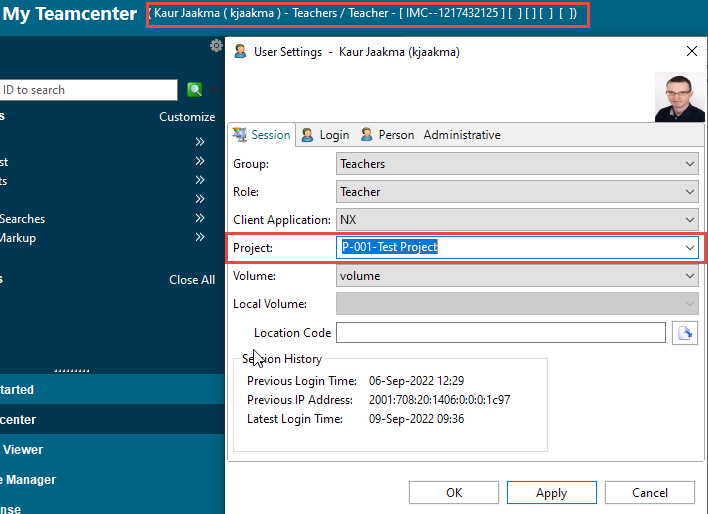 My Teamcenter ( Kaur Jaakma ( kjaakma ) - Teachers / Teacher - [ IMC--1217432125 ] [ ] [ ] [ ] [ ])
User Settings - Kaur Jaakma (kjaakma)
ID to search
s
Customize
st
ts
Searches
Markup
s
Close All
tarted
center
Viewer
e Manager
nse
Session Login Person Administrative
Group: Teachers
Role: Teacher
Client Application: NX
Project: P-001-Test Project
Volume: volume
Local Volume:
Location Code
Session History
Previous Login Time: 06-Sep-2022 12:29
Previous IP Address: 2001:708:20:1406:0:0:0:1c97
Latest Login Time: 09-Sep-2022 09:36
OK Apply Cancel